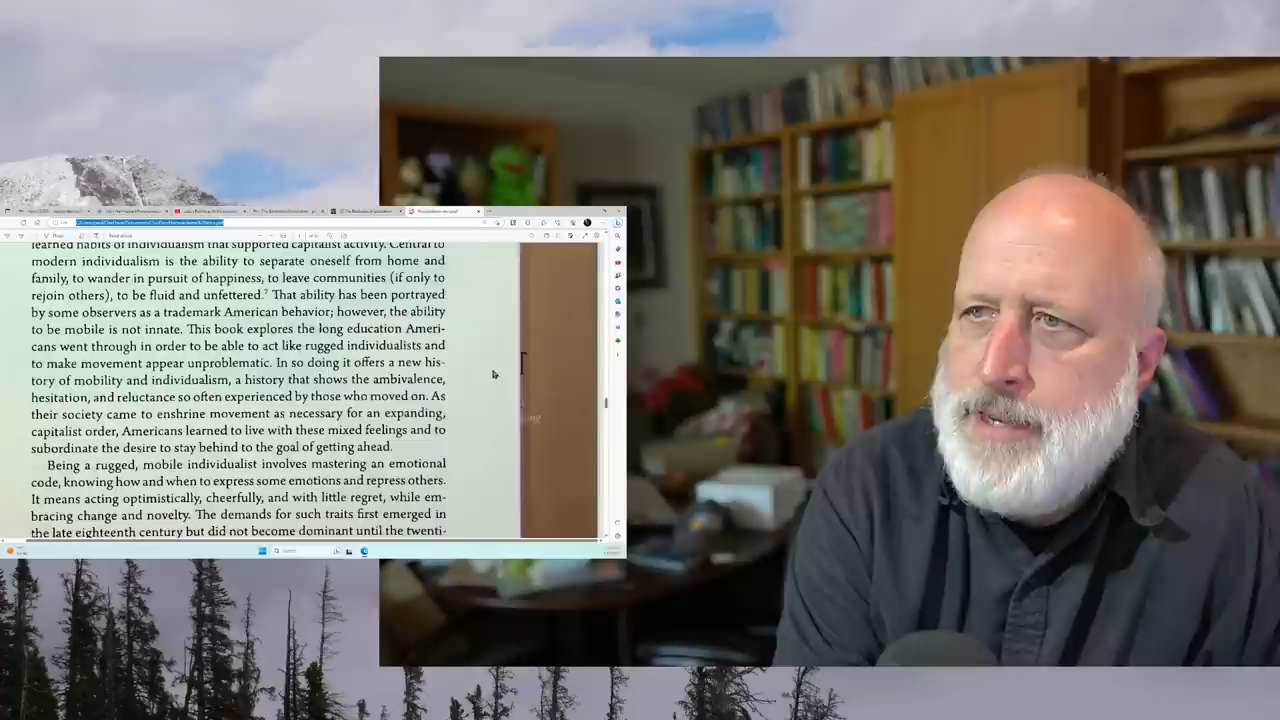 learned habits of individualism that supported capitalist activity. Central to
modern individualism is the ability to separate oneself from home and
family, to wander in pursuit of happiness, to leave communities (if only to
rejoin others), to be fluid and unfettered.7 That ability has been portrayed
by some observers as a trademark American behavior; however, the ability
to be mobile is not innate. This book explores the long education Ameri-
cans went through in order to be able to act like rugged individualists and
to make movement appear unproblematic. In so doing it offers a new his-
tory of mobility and individualism, a history that shows the ambivalence,
hesitation, and reluctance so often experienced by those who moved on. As
their society came to enshrine movement as necessary for an expanding,
capitalist order, Americans learned to live with these mixed feelings and to
subordinate the desire to stay behind to the goal of getting ahead.
Being a rugged, mobile individualist involves mastering an emotional
code, knowing how and when to express some emotions and repress others.
It means acting optimistically, cheerfully, and with little regret, while em-
bracing change and novelty. The demands for such traits first emerged in
the late eighteenth century but did not become dominant until the twenti-